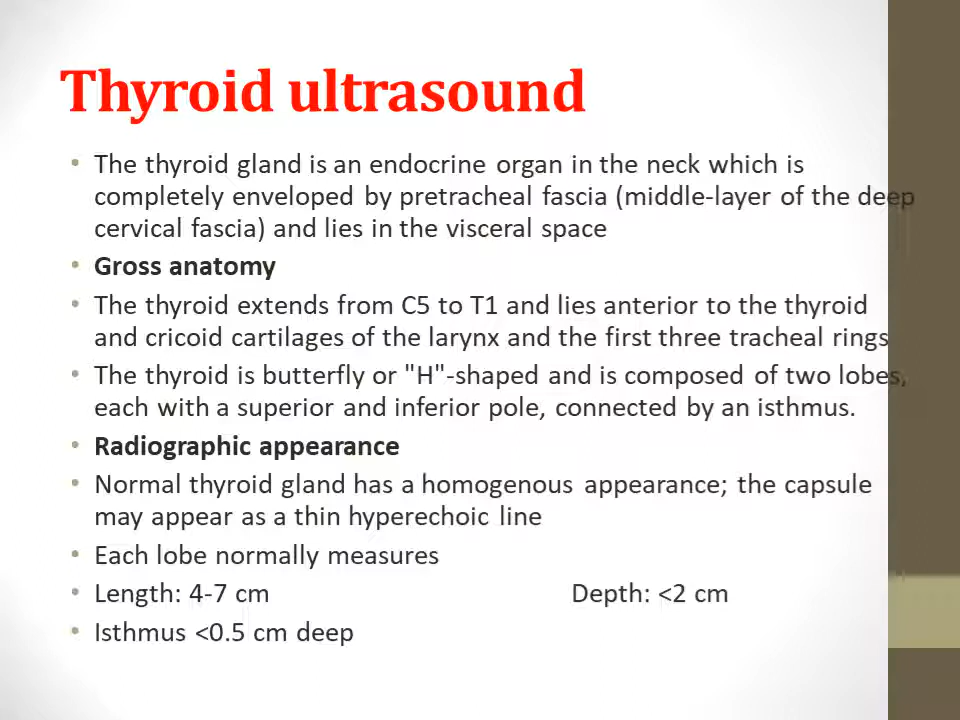 Thyroid ultrasound
• The thyroid gland is an endocrine organ in the neck which is
completely enveloped by pretracheal fascia (middle-layer of the deep
cervical fascia) and lies in the visceral space
• Gross anatomy
• The thyroid extends from C5 to T1 and lies anterior to the thyroid
and cricoid cartilages of the larynx and the first three tracheal rings
• The thyroid is butterfly or "H"-shaped and is composed of two lobes,
each with a superior and inferior pole, connected by an isthmus.
• Radiographic appearance
• Normal thyroid gland has a homogenous appearance; the capsule
may appear as a thin hyperechoic line
• Each lobe normally measures
• Length: 4-7 cm Depth: <2 cm
• Isthmus <0.5 cm deep